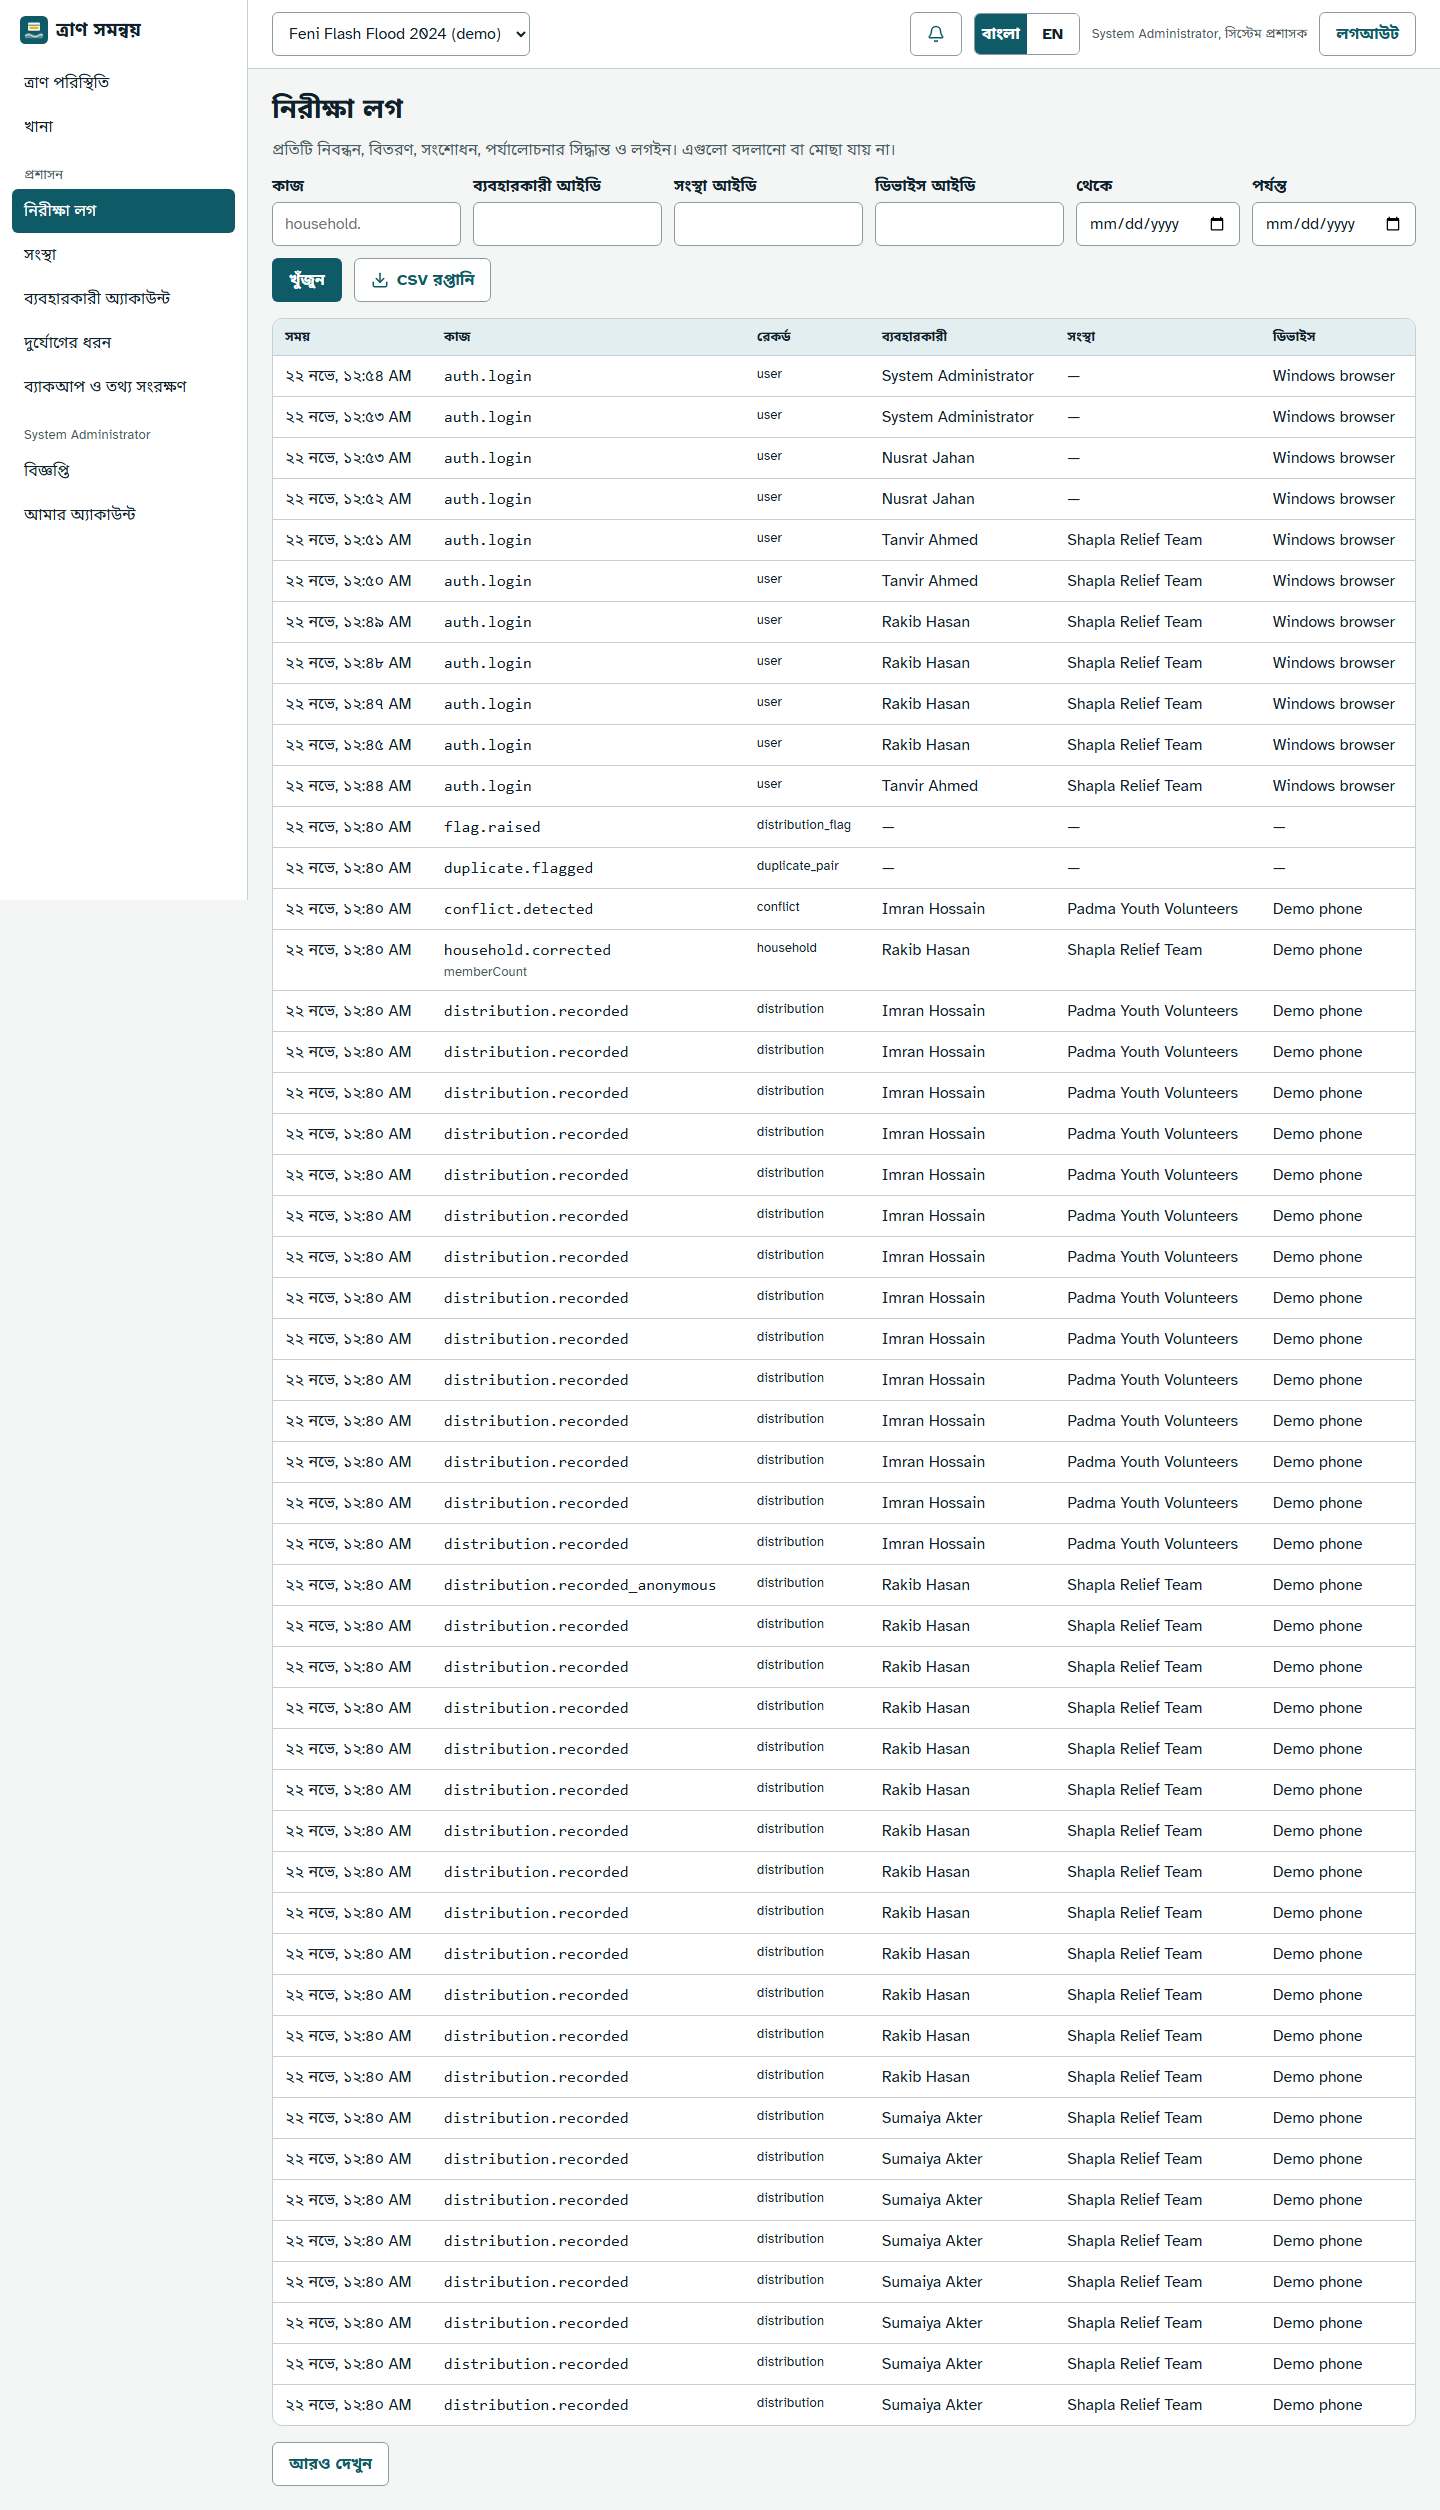 ত্রাণ সমন্বয়
ত্রাণ পরিস্থিতি
খানা
প্রশাসন
নিরীক্ষা লগ
সংস্থা
ব্যবহারকারী অ্যাকাউন্ট
দুর্যোগের ধরন
ব্যাকআপ ও তথ্য সংরক্ষণ
System Administrator
বিজ্ঞপ্তি
আমার অ্যাকাউন্ট
Feni Flash Flood 2024 (demo)
বাংলা EN System Administrator, সিস্টেম প্রশাসক লগআউট
নিরীক্ষা লগ
প্রতিটি নিবন্ধন, বিতরণ, সংশোধন, পর্যালোচনার সিদ্ধান্ত ও লগইন। এগুলো বদলানো বা মোছা যায় না।
কাজ ব্যবহারকারী আইডি সংস্থা আইডি ডিভাইস আইডি থেকে পর্যন্ত
household. mm/dd/yyyy mm/dd/yyyy
খুঁজুন CSV রপ্তানি
সময় কাজ রেকর্ড ব্যবহারকারী সংস্থা ডিভাইস
২২ নভে, ১২:৫৪ AM auth.login user System Administrator — Windows browser
২২ নভে, ১২:৫৩ AM auth.login user System Administrator — Windows browser
২২ নভে, ১২:৫৩ AM auth.login user Nusrat Jahan — Windows browser
২২ নভে, ১২:৫২ AM auth.login user Nusrat Jahan — Windows browser
২২ নভে, ১২:৫১ AM auth.login user Tanvir Ahmed Shapla Relief Team Windows browser
২২ নভে, ১২:৫০ AM auth.login user Tanvir Ahmed Shapla Relief Team Windows browser
২২ নভে, ১২:৪৯ AM auth.login user Rakib Hasan Shapla Relief Team Windows browser
২২ নভে, ১২:৪৮ AM auth.login user Rakib Hasan Shapla Relief Team Windows browser
২২ নভে, ১২:৪৭ AM auth.login user Rakib Hasan Shapla Relief Team Windows browser
২২ নভে, ১২:৪৫ AM auth.login user Rakib Hasan Shapla Relief Team Windows browser
২২ নভে, ১২:৪৪ AM auth.login user Tanvir Ahmed Shapla Relief Team Windows browser
২২ নভে, ১২:৪০ AM flag.raised distribution_flag — — —
২২ নভে, ১২:৪০ AM duplicate.flagged duplicate_pair — — —
২২ নভে, ১২:৪০ AM conflict.detected conflict Imran Hossain Padma Youth Volunteers Demo phone
২২ নভে, ১২:৪০ AM household.corrected household Rakib Hasan Shapla Relief Team Demo phone
memberCount
২২ নভে, ১২:৪০ AM distribution.recorded distribution Imran Hossain Padma Youth Volunteers Demo phone
২২ নভে, ১২:৪০ AM distribution.recorded distribution Imran Hossain Padma Youth Volunteers Demo phone
২২ নভে, ১২:৪০ AM distribution.recorded distribution Imran Hossain Padma Youth Volunteers Demo phone
২২ নভে, ১২:৪০ AM distribution.recorded distribution Imran Hossain Padma Youth Volunteers Demo phone
২২ নভে, ১২:৪০ AM distribution.recorded distribution Imran Hossain Padma Youth Volunteers Demo phone
২২ নভে, ১২:৪০ AM distribution.recorded distribution Imran Hossain Padma Youth Volunteers Demo phone
২২ নভে, ১২:৪০ AM distribution.recorded distribution Imran Hossain Padma Youth Volunteers Demo phone
২২ নভে, ১২:৪০ AM distribution.recorded distribution Imran Hossain Padma Youth Volunteers Demo phone
২২ নভে, ১২:৪০ AM distribution.recorded distribution Imran Hossain Padma Youth Volunteers Demo phone
২২ নভে, ১২:৪০ AM distribution.recorded distribution Imran Hossain Padma Youth Volunteers Demo phone
২২ নভে, ১২:৪০ AM distribution.recorded distribution Imran Hossain Padma Youth Volunteers Demo phone
২২ নভে, ১২:৪০ AM distribution.recorded distribution Imran Hossain Padma Youth Volunteers Demo phone
২২ নভে, ১২:৪০ AM distribution.recorded distribution Imran Hossain Padma Youth Volunteers Demo phone
২২ নভে, ১২:৪০ AM distribution.recorded distribution Imran Hossain Padma Youth Volunteers Demo phone
২২ নভে, ১২:৪০ AM distribution.recorded_anonymous distribution Rakib Hasan Shapla Relief Team Demo phone
২২ নভে, ১২:৪০ AM distribution.recorded distribution Rakib Hasan Shapla Relief Team Demo phone
২২ নভে, ১২:৪০ AM distribution.recorded distribution Rakib Hasan Shapla Relief Team Demo phone
২২ নভে, ১২:৪০ AM distribution.recorded distribution Rakib Hasan Shapla Relief Team Demo phone
২২ নভে, ১২:৪০ AM distribution.recorded distribution Rakib Hasan Shapla Relief Team Demo phone
২২ নভে, ১২:৪০ AM distribution.recorded distribution Rakib Hasan Shapla Relief Team Demo phone
২২ নভে, ১২:৪০ AM distribution.recorded distribution Rakib Hasan Shapla Relief Team Demo phone
২২ নভে, ১২:৪০ AM distribution.recorded distribution Rakib Hasan Shapla Relief Team Demo phone
২২ নভে, ১২:৪০ AM distribution.recorded distribution Rakib Hasan Shapla Relief Team Demo phone
২২ নভে, ১২:৪০ AM distribution.recorded distribution Rakib Hasan Shapla Relief Team Demo phone
২২ নভে, ১২:৪০ AM distribution.recorded distribution Rakib Hasan Shapla Relief Team Demo phone
২২ নভে, ১২:৪০ AM distribution.recorded distribution Rakib Hasan Shapla Relief Team Demo phone
২২ নভে, ১২:৪০ AM distribution.recorded distribution Rakib Hasan Shapla Relief Team Demo phone
২২ নভে, ১২:৪০ AM distribution.recorded distribution Sumaiya Akter Shapla Relief Team Demo phone
২২ নভে, ১২:৪০ AM distribution.recorded distribution Sumaiya Akter Shapla Relief Team Demo phone
২২ নভে, ১২:৪০ AM distribution.recorded distribution Sumaiya Akter Shapla Relief Team Demo phone
২২ নভে, ১২:৪০ AM distribution.recorded distribution Sumaiya Akter Shapla Relief Team Demo phone
২২ নভে, ১২:৪০ AM distribution.recorded distribution Sumaiya Akter Shapla Relief Team Demo phone
২২ নভে, ১২:৪০ AM distribution.recorded distribution Sumaiya Akter Shapla Relief Team Demo phone
২২ নভে, ১২:৪০ AM distribution.recorded distribution Sumaiya Akter Shapla Relief Team Demo phone
২২ নভে, ১২:৪০ AM distribution.recorded distribution Sumaiya Akter Shapla Relief Team Demo phone
আরও দেখুন